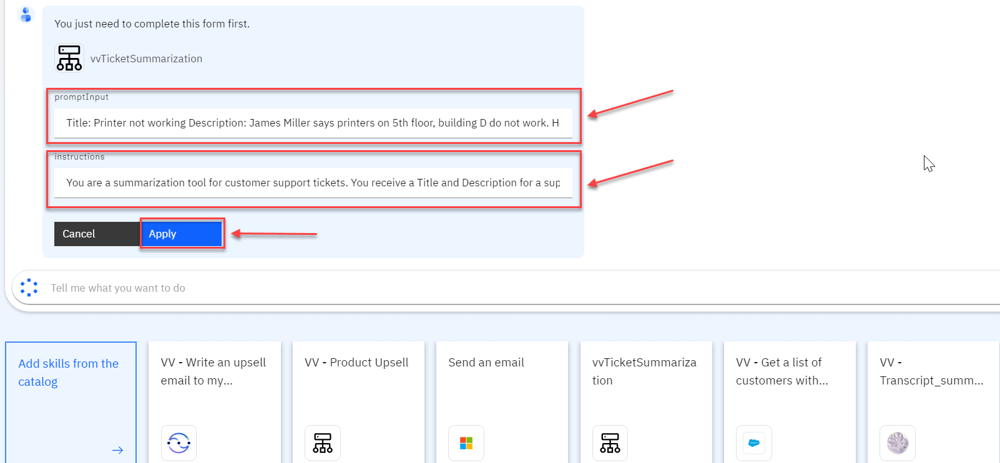 You just need to complete this form first.
vvTicketSummarization
promptInput
Title: Printer not working Description: James Miller says printers on 5th floor, building D do not work. H
instructions
You are a summarization tool for customer support tickets. You receive a Title and Description for a sup
Cancel
Apply
Tell me what you want to do
Add skills from the
catalog
VV - Write an upsell
email to my...
VV - Product Upsell
Send an email
vvTicketSummariza
tion
VV - Get a list of
customers with...
VV -
Transcript_summ...